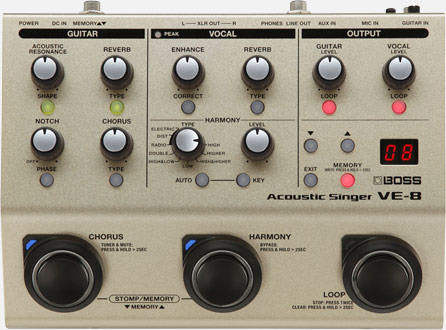 POWER DC IN MEMORY▲▼ L XLR OUT R PHONES LINE OUT AUX IN MIC IN GUITAR IN
GUITAR
PEAK VOCAL
OUTPUT
ACOUSTIC
RESONANCE
REVERB
ENHANCE
REVERB
GUITAR
LEVEL
VOCAL
LEVEL
SHAPE
TYPE
CORRECT
TYPE
LOOP
LOOP
NOTCH
CHORUS
HARMONY
TYPE
LEVEL
ELECTRIC
DIST
RADIO
DOUBLE
HIGH&LOW
LOW
HIGH
HIGHER
HIGH&HIGHER
OFF
PHASE
TYPE
AUTO
KEY
▼
▲
08
EXIT
MEMORY
WRITE: PRESS & HOLD > 2SEC
BOSS
Acoustic Singer VE-8
CHORUS
TUNER & MUTE:
PRESS & HOLD > 2SEC
HARMONY
BYPASS:
PRESS & HOLD > 2SEC
STOMP/MEMORY
▼MEMORY▲
LOOP
STOP: PRESS TWICE
CLEAR: PRESS & HOLD > 2SEC